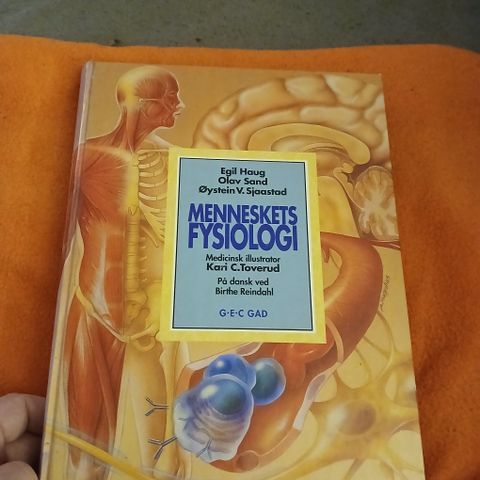 Egil Haug
Olav Sand
Øystein V. Sjaastad
MENNESKETS
FYSIOLOGI
Medicinsk illustrator
Kari C. Toverud
På dansk ved
Birthe Reindahl
G·E·C GAD